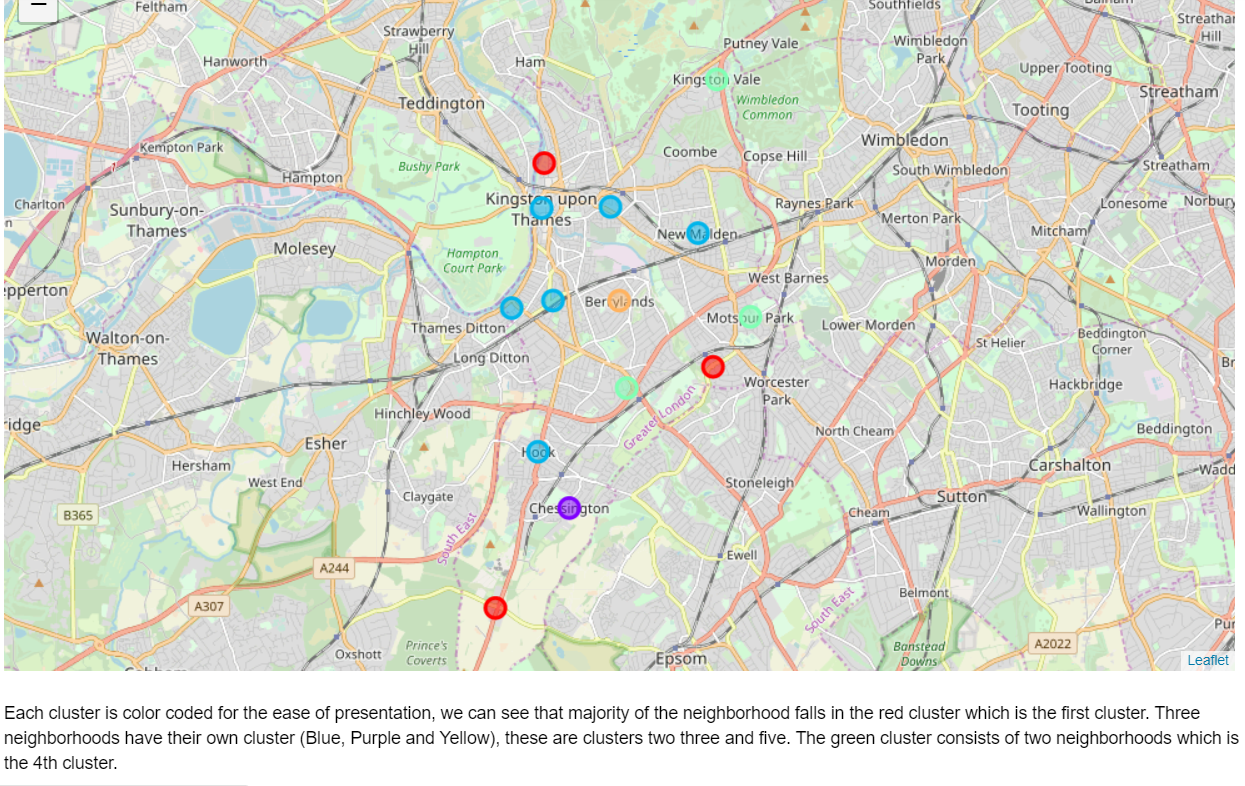 Feltham
Strawberry
Hill
Hanworth
Ham
Putney Vale
Southfields
Wimbledon
Park
Streatham
Hill
Upper Tooting
Kingston Vale
Streatham
Teddington
Wimbledon
Common
Tooting
Kempton Park
Wimbledon
Coombe
Copse Hill
Bushy Park
South Wimbledon
Streatham
Hampton
Charlton
Sunbury-on-
Thames
Kingston upon
Thames
Raynes Park
Merton Park
Lonesome
Norbury
New Malden
Mitcham
Molesey
Hampton
Court Park
Morden
West Barnes
epperton
Berrylands
Thames Ditton
Motspur Park
Lower Morden
Walton-on-
Thames
Long Ditton
St Helier
Beddington
Corner
Worcester
Park
Hackbridge
Hinchley Wood
Greater London
ridge
North Cheam
Beddington
Esher
Hook
Hersham
Carshalton
Wadd
West End
Claygate
Stoneleigh
Sutton
B365
Chessington
Cheam
Wallington
South East
Ewell
A244
A307
Belmont
South East
Oxshott
Prince's
Coverts
Epsom
Banstead
Downs
A2022
Pur
Leaflet
Each cluster is color coded for the ease of presentation, we can see that majority of the neighborhood falls in the red cluster which is the first cluster. Three
neighborhoods have their own cluster (Blue, Purple and Yellow), these are clusters two three and five. The green cluster consists of two neighborhoods which is
the 4th cluster.